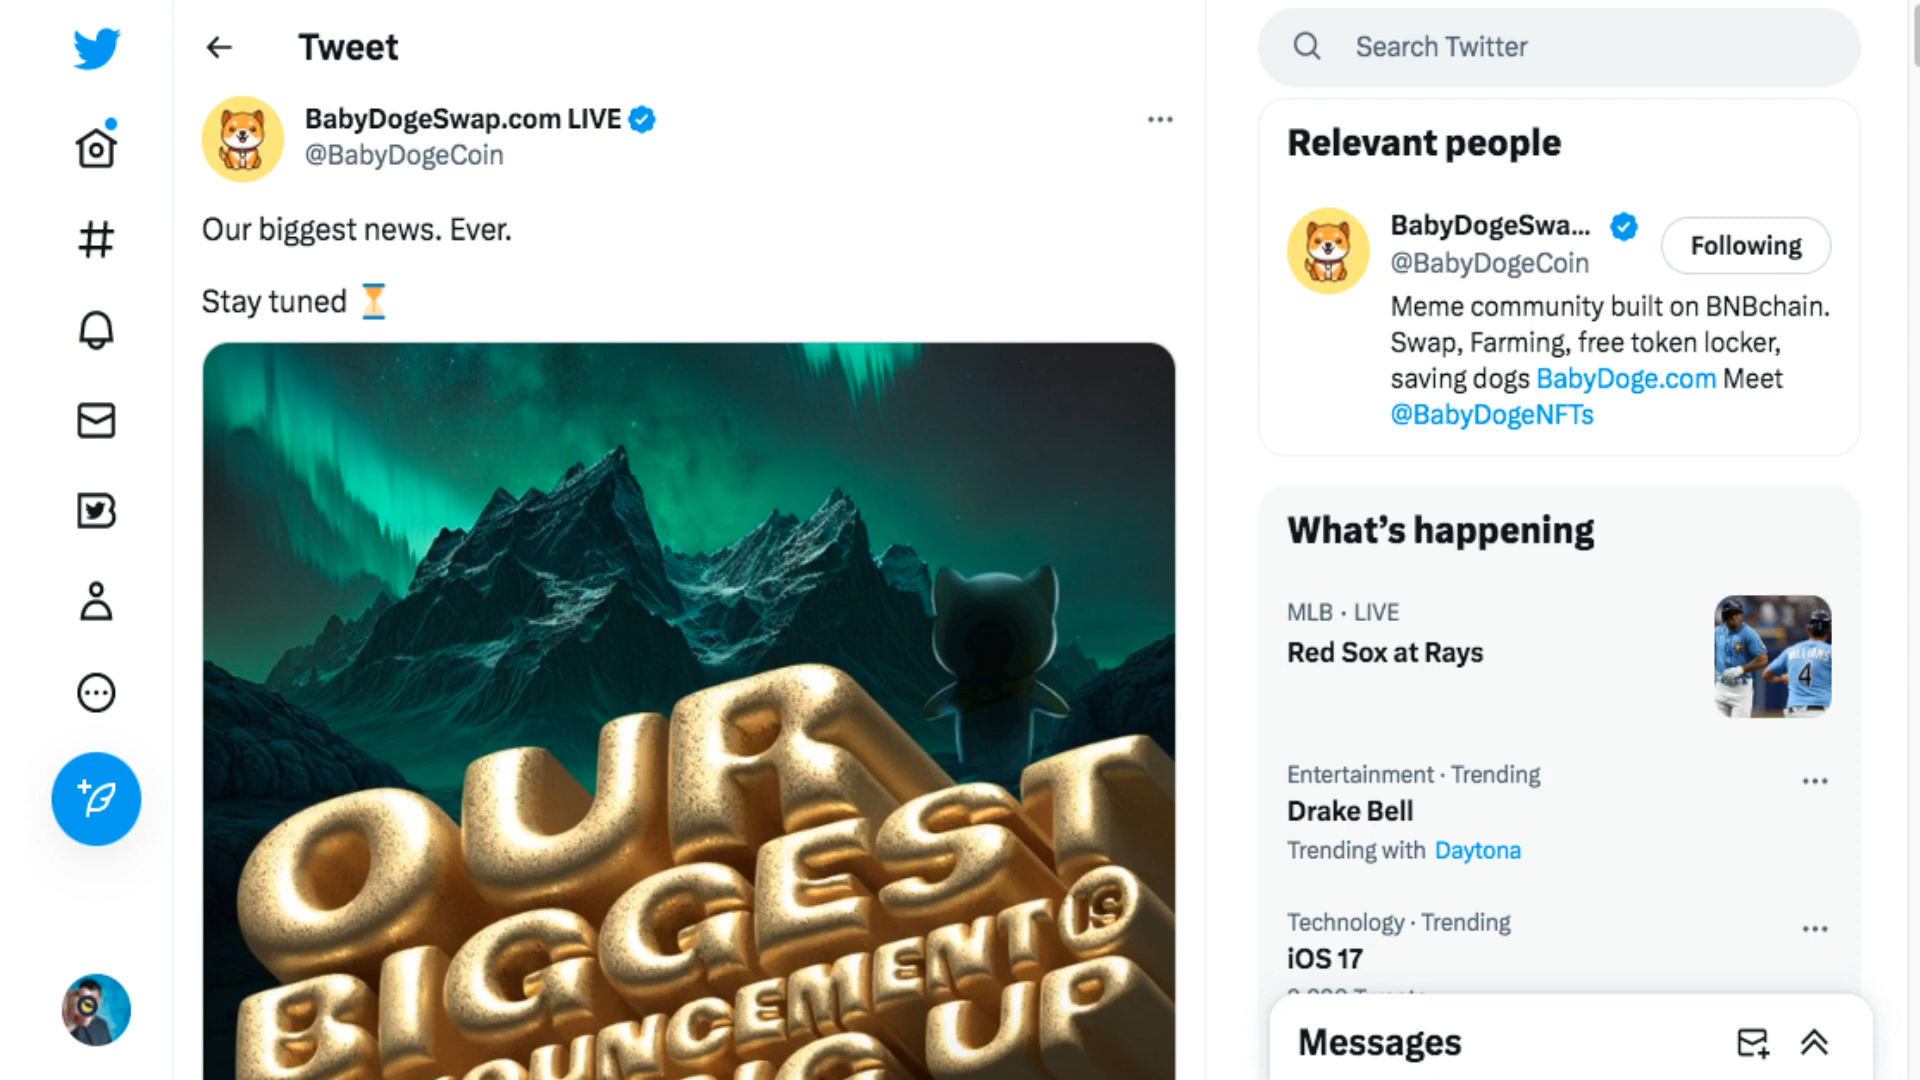 Tweet
BabyDogeSwap.com LIVE
@BabyDogeCoin
Our biggest news. Ever.
Stay tuned
OUR
BIGGEST
IS
UP
Search Twitter
Relevant people
BabyDogeSwa...
@BabyDogeCoin
Following
Meme community built on BNBchain.
Swap, Farming, free token locker,
saving dogs BabyDoge.com Meet
@BabyDogeNFTs
What's happening
MLB · LIVE
Red Sox at Rays
WILLIAMS
4
Entertainment · Trending
Drake Bell
Trending with Daytona
Technology · Trending
iOS 17
Messages